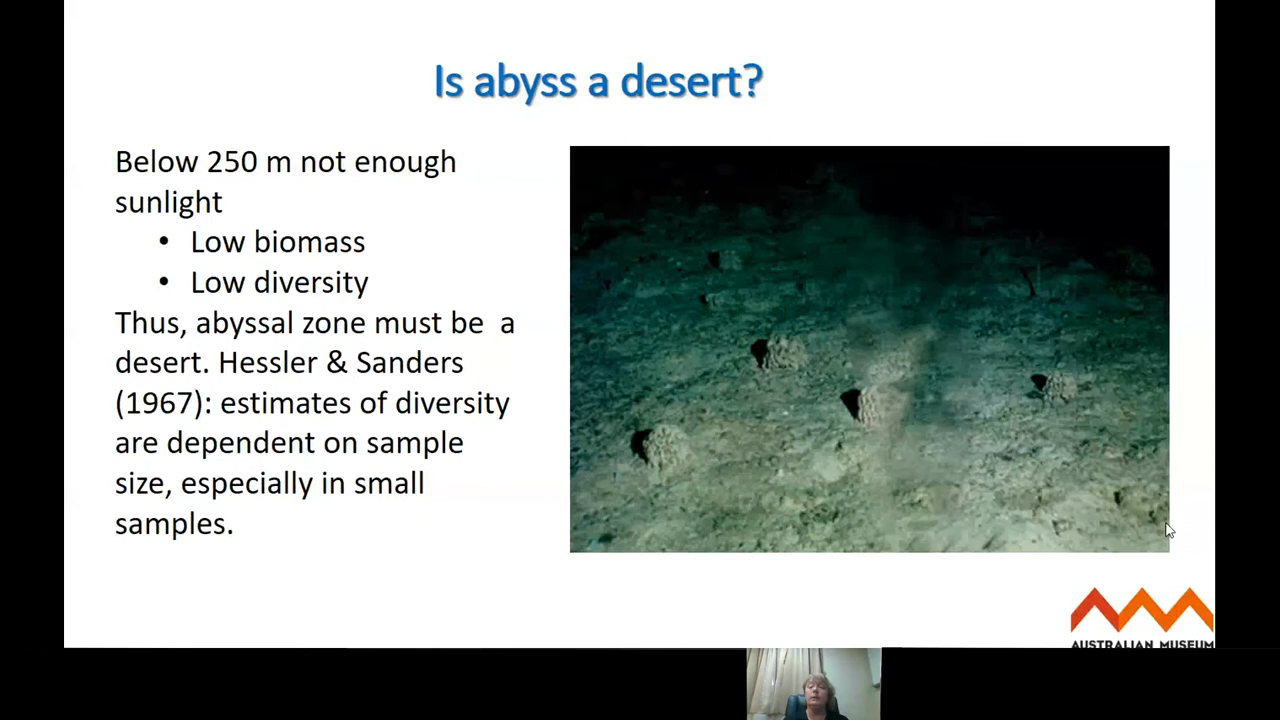 Is abyss a desert?
Below 250 m not enough
sunlight
• Low biomass
• Low diversity
Thus, abyssal zone must be a
desert. Hessler & Sanders
(1967): estimates of diversity
are dependent on sample
size, especially in small
samples.
AUSTRALIAN MUSEUM